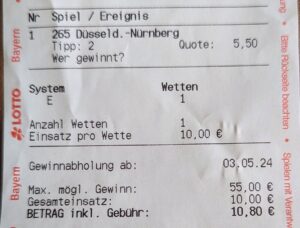 Nr Spiel / Ereignis
1 265 Düsseld.-Nürnberg
Tipp: 2 Quote: 5,50
Wer gewinnt?
System Wetten
E 1
Anzahl Wetten 1
Einsatz pro Wette 10,00 €
Gewinnabholung ab: 03.05.24
Max. mögl. Gewinn: 55,00 €
Gesamteinsatz: 10,00 €
BETRAG inkl. Gebühr: 10,80 €
Bayern
LOTTO
Bayern
Bitte Rückseite beachten
Spielen mit Verantw